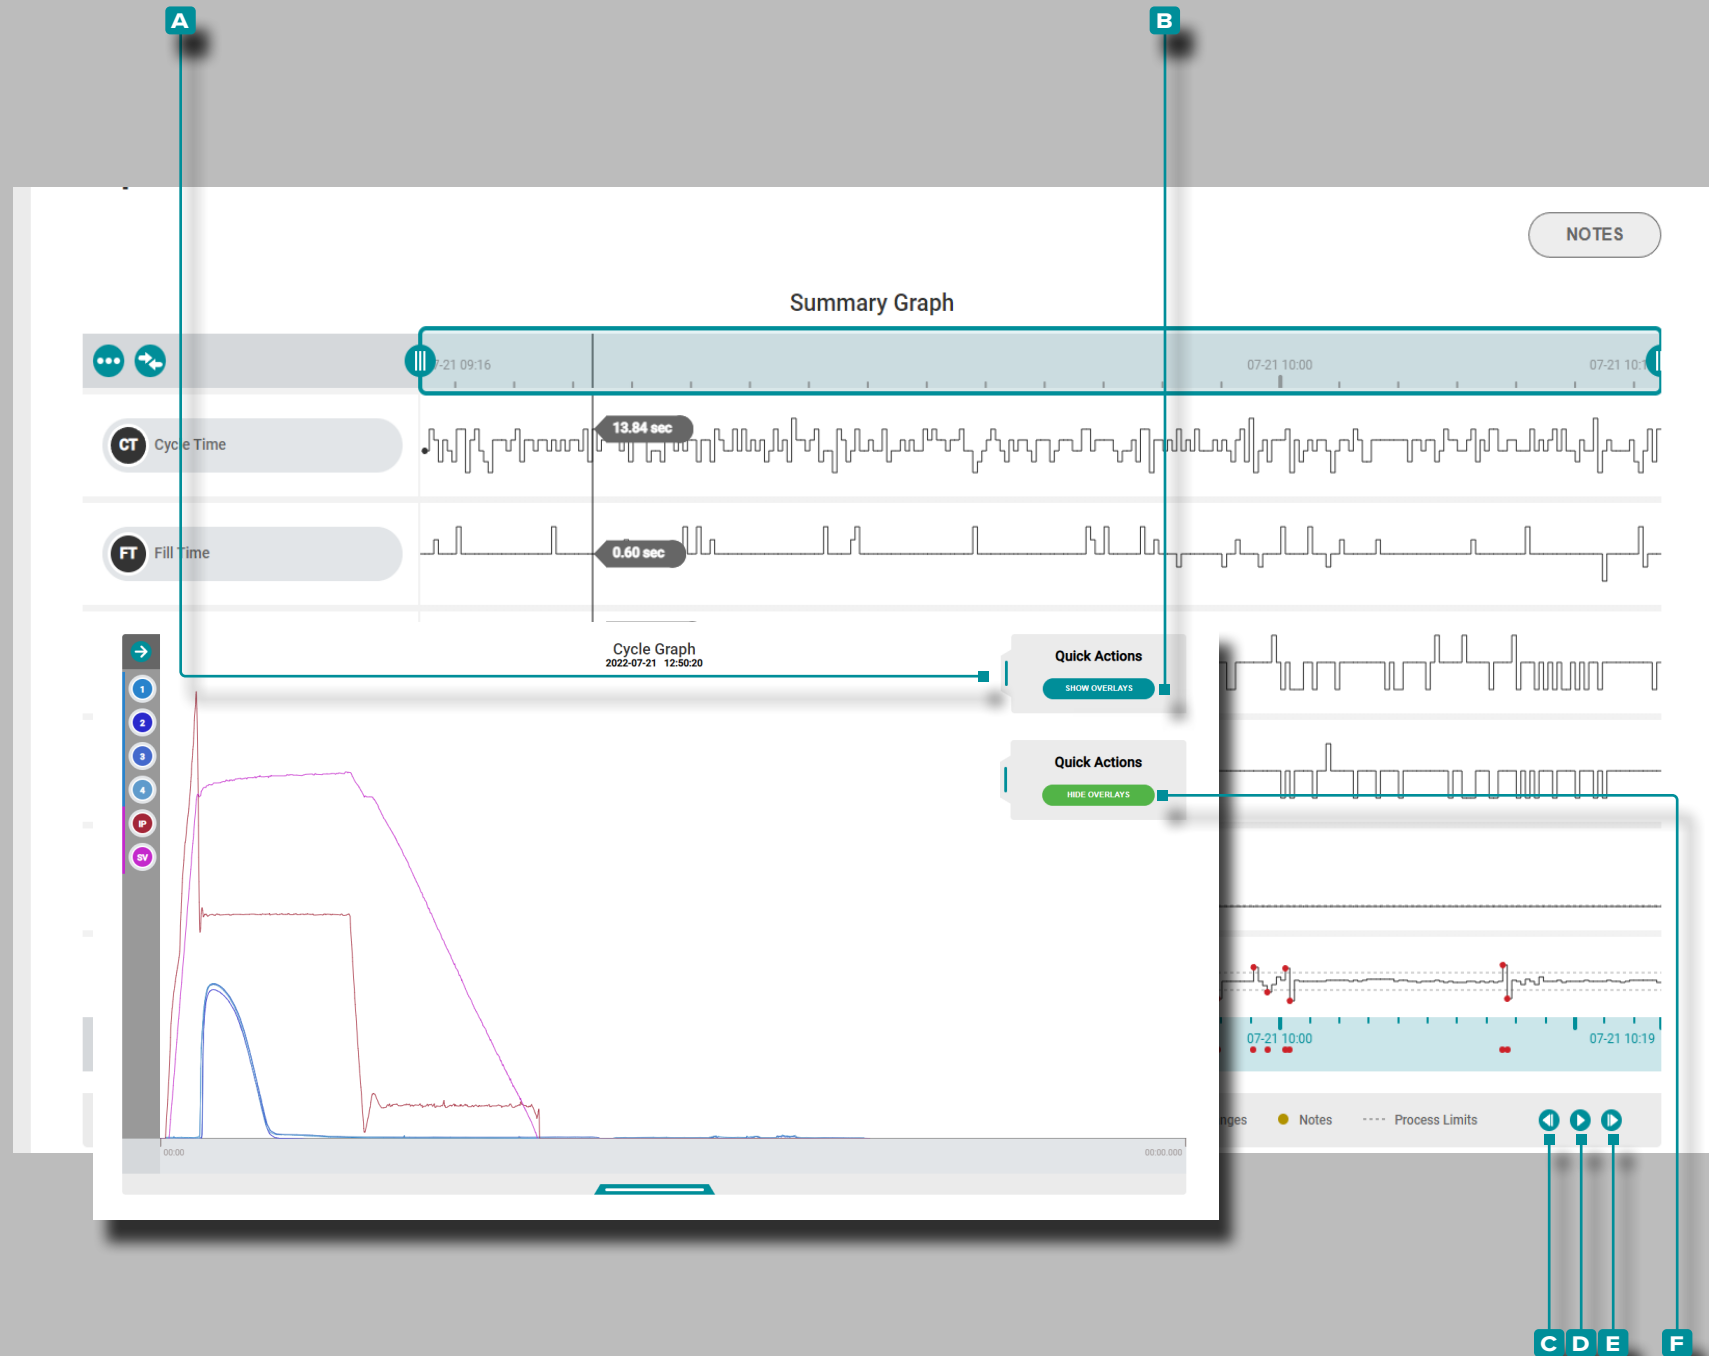 A
B
NOTES
Summary Graph
7-21 09:16
07-21 10:00
07-21 10:1
CT Cycle Time
13.84 sec
FT Fill Time
0.60 sec
Cycle Graph
2022-07-21 12:50:20
Quick Actions
SHOW OVERLAYS
1
2
3
4
IP
SV
Quick Actions
HIDE OVERLAYS
07-21 10:00
07-21 10:19
nges
Notes
Process Limits
00:00
00:00.000
C
D
E
F